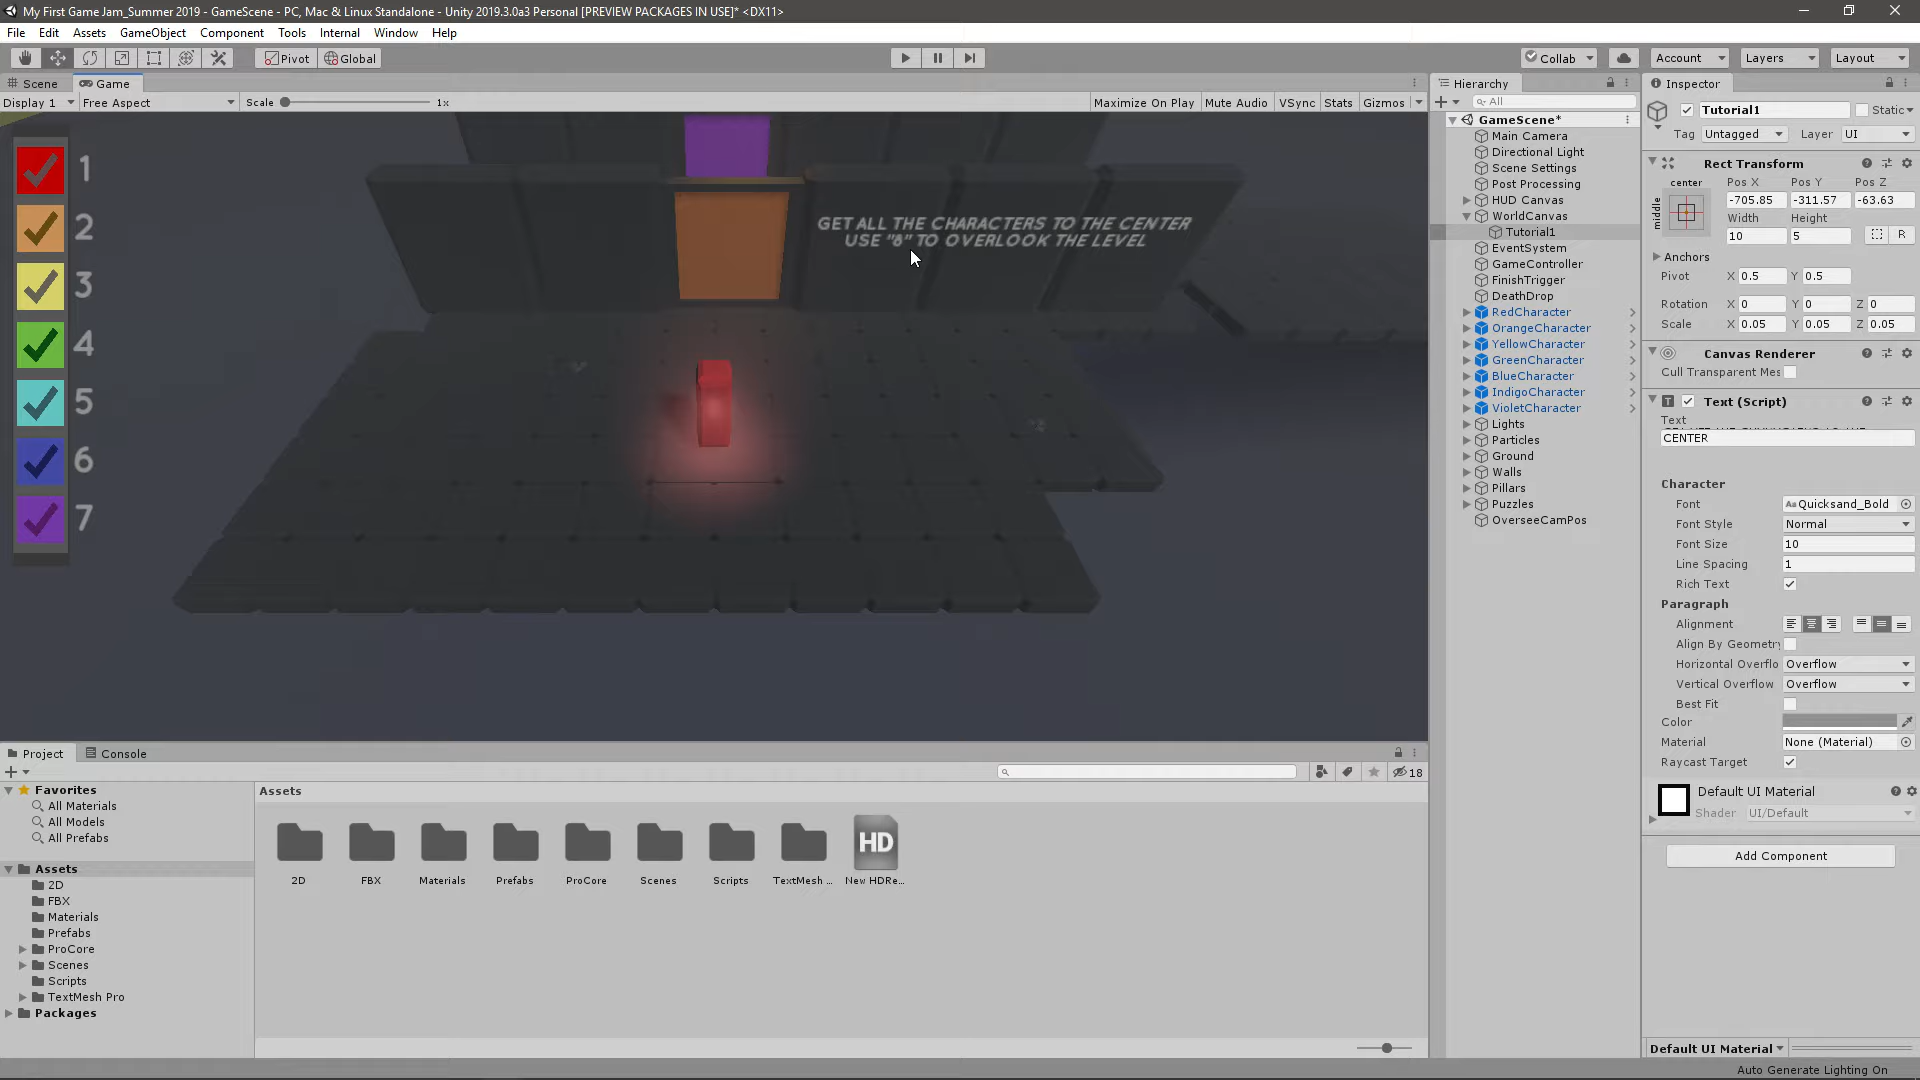 My First Game Jam_Summer 2019 - GameScene - PC, Mac & Linux Standalone - Unity 2019.3.0a3 Personal [PREVIEW PACKAGES IN USE]* <DX11>
File Edit Assets GameObject Component Tools Internal Window Help
Pivot Global Collab Account Layers Layout
Scene Game
Display 1 Free Aspect Scale 1x Maximize On Play Mute Audio VSync Stats Gizmos
1
2
3
4
5
6
7
GET ALL THE CHARACTERS TO THE CENTER
USE "8" TO OVERLOOK THE LEVEL
Hierarchy
All
GameScene*
Main Camera
Directional Light
Scene Settings
Post Processing
HUD Canvas
WorldCanvas
Tutorial1
EventSystem
GameController
FinishTrigger
DeathDrop
RedCharacter
OrangeCharacter
YellowCharacter
GreenCharacter
BlueCharacter
IndigoCharacter
VioletCharacter
Lights
Particles
Ground
Walls
Pillars
Puzzles
OverseeCamPos
Inspector
Tutorial1 Static
Tag Untagged Layer UI
Rect Transform
center Pos X Pos Y Pos Z
middle -705.85 -311.57 -63.63
Width Height
10 5 R
Anchors
Pivot X 0.5 Y 0.5
Rotation X 0 Y 0 Z 0
Scale X 0.05 Y 0.05 Z 0.05
Canvas Renderer
Cull Transparent Mes
Text (Script)
Text
CENTER
Character
Font Aa Quicksand_Bold
Font Style Normal
Font Size 10
Line Spacing 1
Rich Text
Paragraph
Alignment
Align By Geometry
Horizontal Overflo Overflow
Vertical Overflow Overflow
Best Fit
Color
Material None (Material)
Raycast Target
Default UI Material
Shader UI/Default
Add Component
Default UI Material
Auto Generate Lighting On
Project Console
18
Favorites
All Materials
All Models
All Prefabs
Assets
2D
FBX
Materials
Prefabs
ProCore
Scenes
Scripts
TextMesh Pro
Packages
Assets
HD
2D FBX Materials Prefabs ProCore Scenes Scripts TextMesh ... New HDRe...